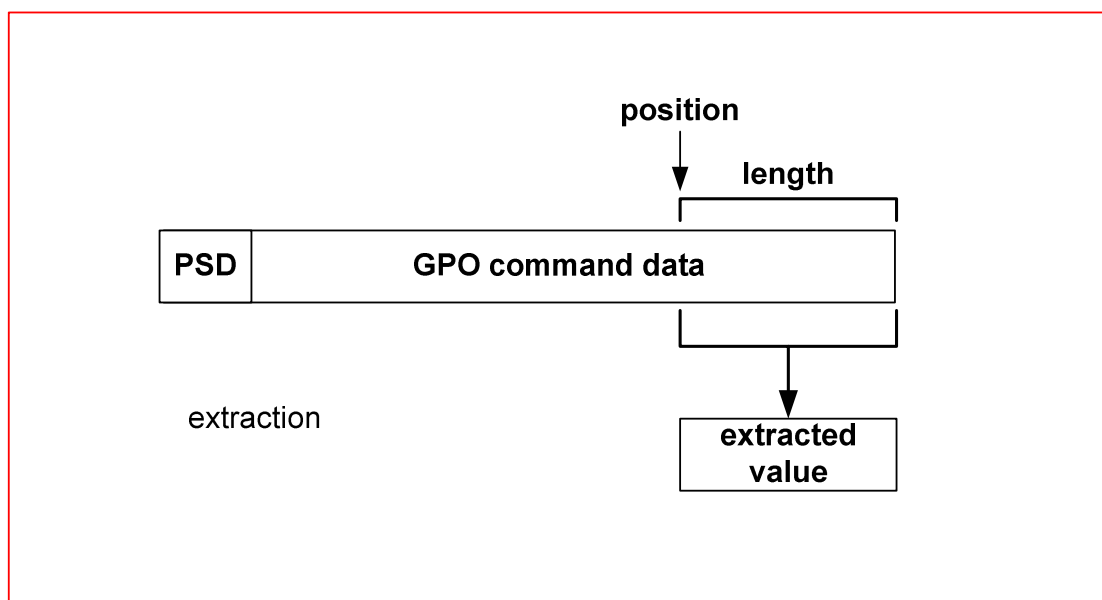 position
length
PSD
GPO command data
extraction
extracted
value